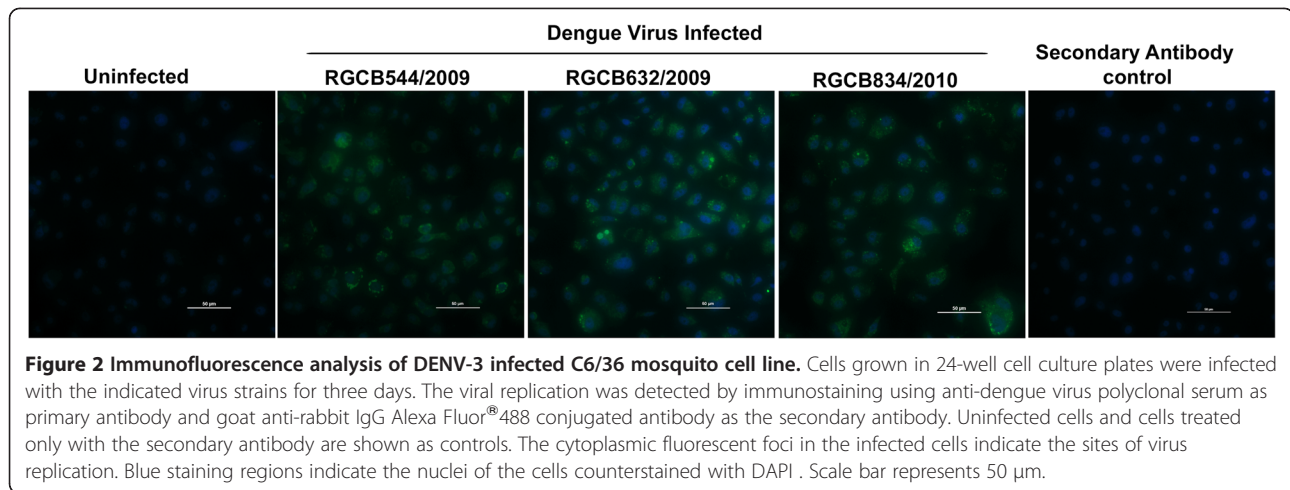 Dengue Virus Infected
Uninfected
RGCB544/2009
RGCB632/2009
RGCB834/2010
Secondary Antibody
control
50 µm
50 µm
50 µm
50 µm
Figure 2 Immunofluorescence analysis of DENV-3 infected C6/36 mosquito cell line. Cells grown in 24-well cell culture plates were infected
with the indicated virus strains for three days. The viral replication was detected by immunostaining using anti-dengue virus polyclonal serum as
primary antibody and goat anti-rabbit IgG Alexa Fluor®488 conjugated antibody as the secondary antibody. Uninfected cells and cells treated
only with the secondary antibody are shown as controls. The cytoplasmic fluorescent foci in the infected cells indicate the sites of virus
replication. Blue staining regions indicate the nuclei of the cells counterstained with DAPI . Scale bar represents 50 µm.